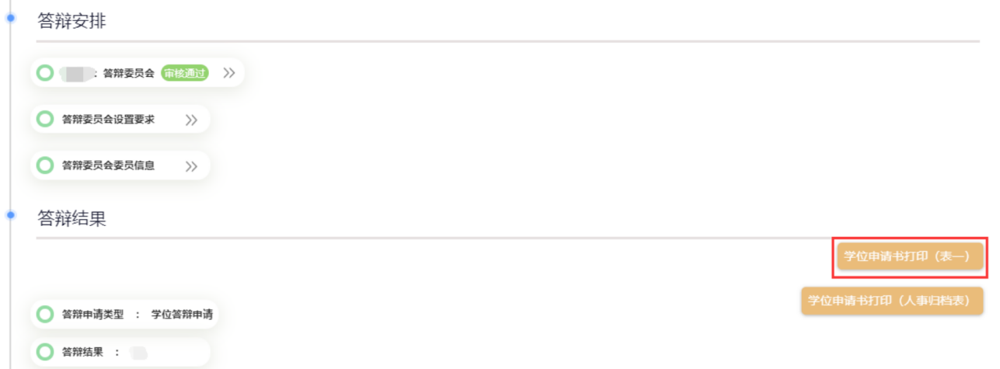 答辩安排
: 答辩委员会 审核通过
答辩委员会设置要求
答辩委员会委员信息
答辩结果
学位申请书打印（表一）
学位申请书打印（人事归档表）
答辩申请类型 : 学位答辩申请
答辩结果 :